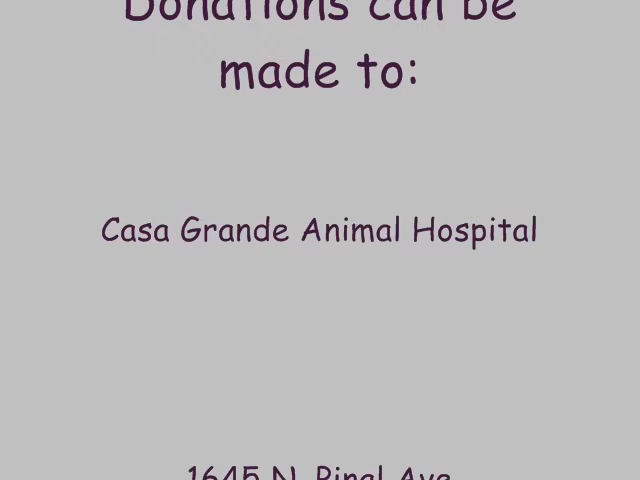 Donations can be
made to:
Casa Grande Animal Hospital
1645 N. Pinal Ave